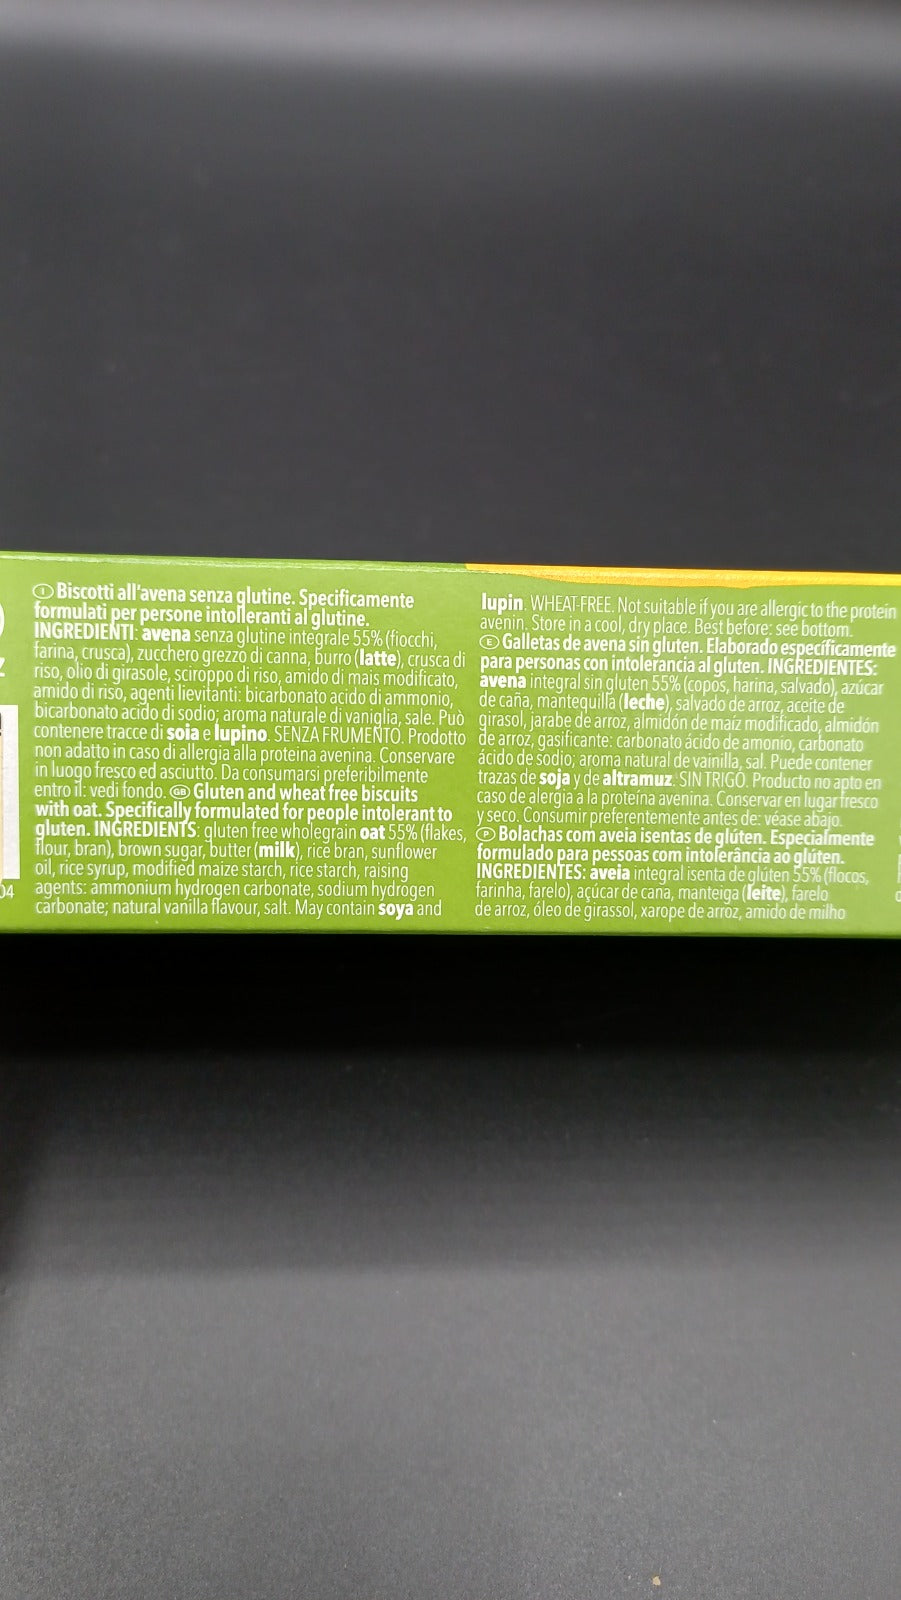 Ⓘ Biscotti all'avena senza glutine. Specificamente
formulati per persone intolleranti al glutine.
INGREDIENTI: avena senza glutine integrale 55% (fiocchi,
farina, crusca), zucchero grezzo di canna, burro (latte), crusca di
riso, olio di girasole, sciroppo di riso, amido di mais modificato,
amido di riso, agenti lievitanti: bicarbonato acido di ammonio,
bicarbonato acido di sodio; aroma naturale di vaniglia, sale. Può
contenere tracce di soia e lupino. SENZA FRUMENTO. Prodotto
non adatto in caso di allergia alla proteina avenina. Conservare
in luogo fresco ed asciutto. Da consumarsi preferibilmente
entro il: vedi fondo. GB Gluten and wheat free biscuits
with oat. Specifically formulated for people intolerant to
gluten. INGREDIENTS: gluten free wholegrain oat 55% (flakes,
flour, bran), brown sugar, butter (milk), rice bran, sunflower
oil, rice syrup, modified maize starch, rice starch, raising
agents: ammonium hydrogen carbonate, sodium hydrogen
carbonate; natural vanilla flavour, salt. May contain soya and
lupin. WHEAT-FREE. Not suitable if you are allergic to the protein
avenin. Store in a cool, dry place. Best before: see bottom.
Ⓔ Galletas de avena sin gluten. Elaborado específicamente
para personas con intolerancia al gluten. INGREDIENTES:
avena integral sin gluten 55% (copos, harina, salvado), azúcar
de caña, mantequilla (leche), salvado de arroz, aceite de
girasol, jarabe de arroz, almidón de maíz modificado, almidón
de arroz, gasificante: carbonato ácido de amonio, carbonato
ácido de sodio; aroma natural de vainilla, sal. Puede contener
trazas de soja y de altramuz. SIN TRIGO. Producto no apto en
caso de alergia a la proteína avenina. Conservar en lugar fresco
y seco. Consumir preferentemente antes de: véase abajo.
Ⓟ Bolachas com aveia isentas de glúten. Especialmente
formulado para pessoas com intolerância ao glúten.
INGREDIENTES: aveia integral isenta de glúten 55% (flocos,
farinha, farelo), açúcar de cana, manteiga (leite), farelo
de arroz, óleo de girassol, xarope de arroz, amido de milho
04